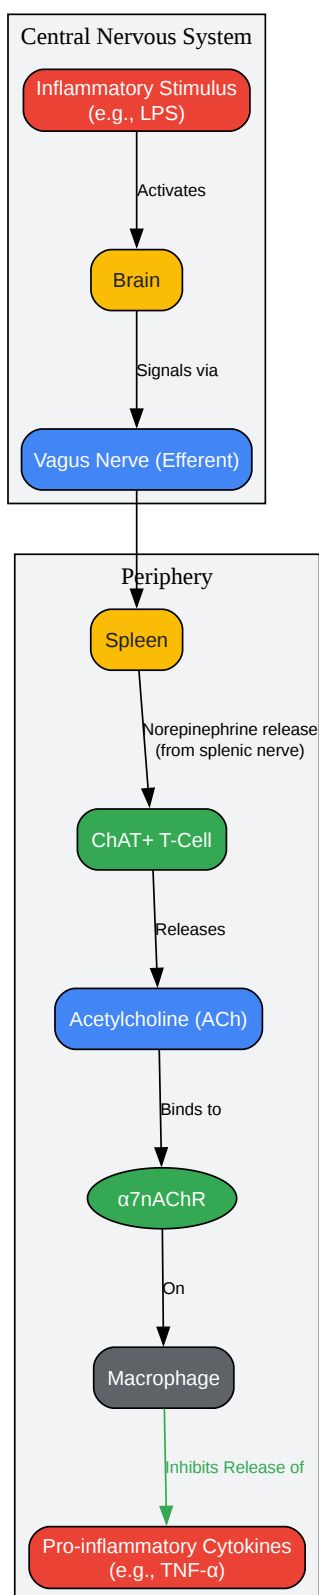 Central Nervous System
Inflammatory Stimulus
(e.g., LPS)
Activates
Brain
Signals via
Vagus Nerve (Efferent)
Periphery
Spleen
Norepinephrine release
(from splenic nerve)
ChAT+ T-Cell
Releases
Acetylcholine (ACh)
Binds to
α7nAChR
On
Macrophage
Inhibits Release of
Pro-inflammatory Cytokines
(e.g., TNF-α)